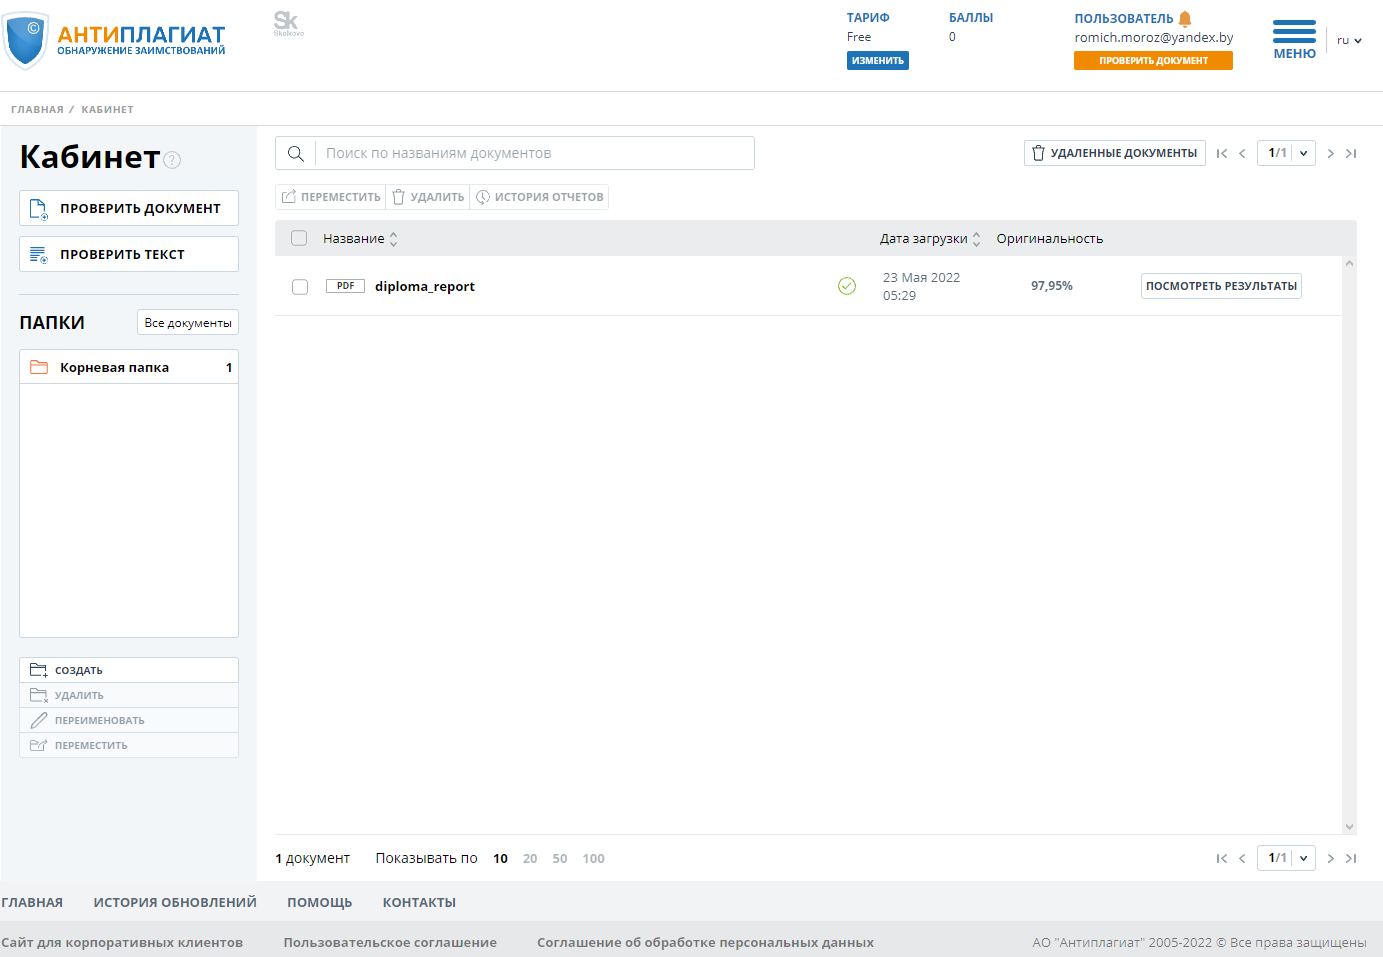 ©
АНТИПЛАГИАТ
ОБНАРУЖЕНИЕ ЗАИМСТВОВАНИЙ
Sk
Skolkovo
ТАРИФ
Free
ИЗМЕНИТЬ
БАЛЛЫ
0
ПОЛЬЗОВАТЕЛЬ
romich.moroz@yandex.by
ПРОВЕРИТЬ ДОКУМЕНТ
МЕНЮ
ru
ГЛАВНАЯ / КАБИНЕТ
Кабинет ?
ПРОВЕРИТЬ ДОКУМЕНТ
ПРОВЕРИТЬ ТЕКСТ
ПАПКИ
Все документы
Корневая папка 1
СОЗДАТЬ
УДАЛИТЬ
ПЕРЕИМЕНОВАТЬ
ПЕРЕМЕСТИТЬ
Поиск по названиям документов
УДАЛЕННЫЕ ДОКУМЕНТЫ
1/1
ПЕРЕМЕСТИТЬ УДАЛИТЬ ИСТОРИЯ ОТЧЕТОВ
Название Дата загрузки Оригинальность
PDF diploma_report
23 Мая 2022
05:29
97,95%
ПОСМОТРЕТЬ РЕЗУЛЬТАТЫ
1 документ Показывать по 10 20 50 100
1/1
ГЛАВНАЯ ИСТОРИЯ ОБНОВЛЕНИЙ ПОМОЩЬ КОНТАКТЫ
Сайт для корпоративных клиентов Пользовательское соглашение Соглашение об обработке персональных данных АО "Антиплагиат" 2005-2022 © Все права защищены